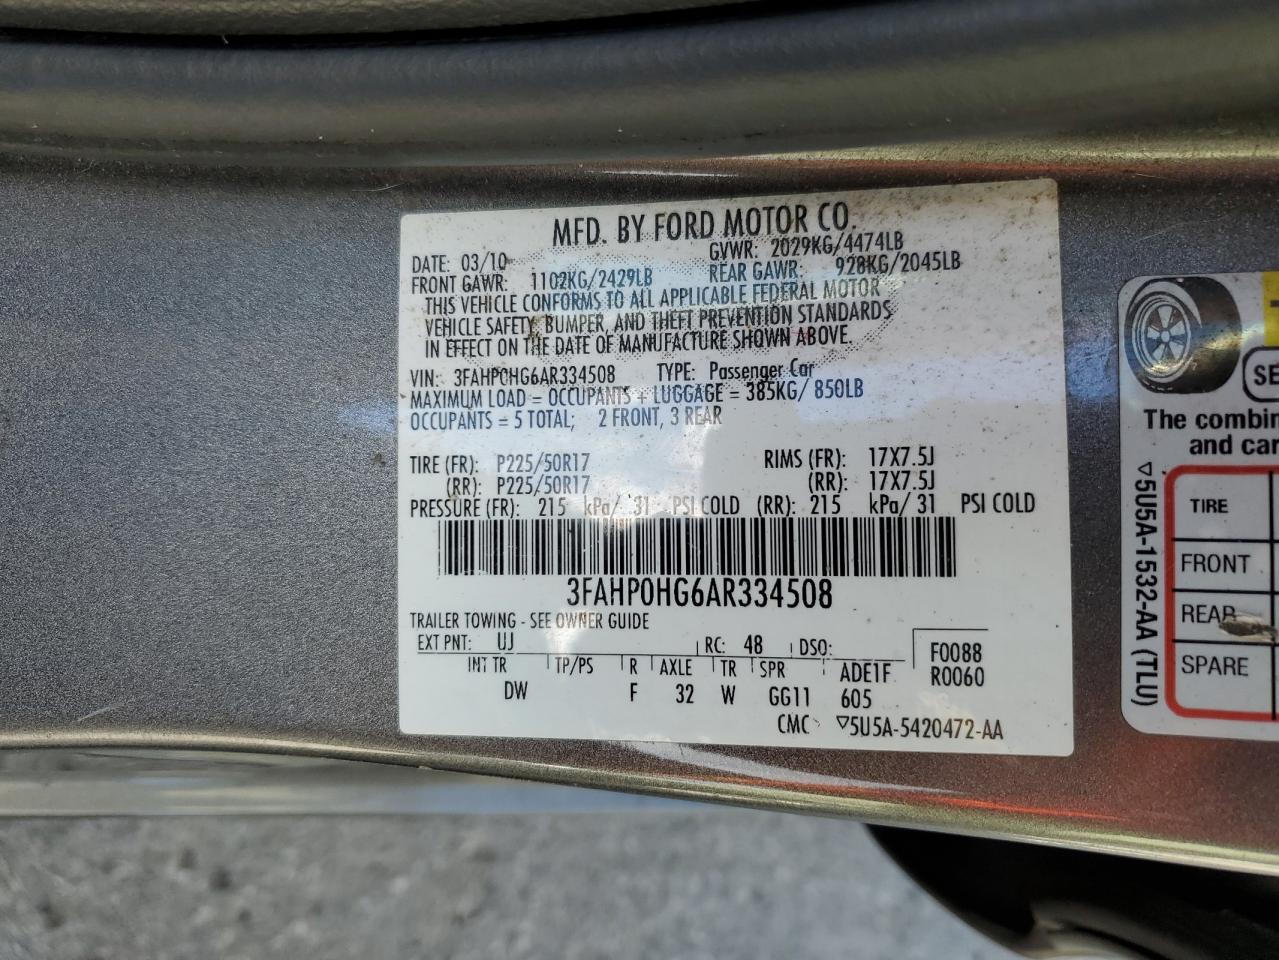 MFD. BY FORD MOTOR CO.
DATE: 03/10 GVWR: 2029KG/4474LB
FRONT GAWR: 1102KG/2429LB REAR GAWR: 928KG/2045LB
THIS VEHICLE CONFORMS TO ALL APPLICABLE FEDERAL MOTOR
VEHICLE SAFETY, BUMPER, AND THEFT PREVENTION STANDARDS
IN EFFECT ON THE DATE OF MANUFACTURE SHOWN ABOVE.
VIN: 3FAHP0HG6AR334508 TYPE: Passenger Car
MAXIMUM LOAD = OCCUPANTS + LUGGAGE = 385KG/ 850LB
OCCUPANTS = 5 TOTAL; 2 FRONT, 3 REAR
TIRE (FR): P225/50R17 RIMS (FR): 17X7.5J
(RR): P225/50R17 (RR): 17X7.5J
PRESSURE (FR): 215 kPa/ 31 PSI COLD (RR): 215 kPa/ 31 PSI COLD
3FAHP0HG6AR334508
TRAILER TOWING - SEE OWNER GUIDE
EXT PNT: UJ RC: 48 DSO: F0088
INT TR TP/PS R AXLE TR SPR ADE1F R0060
DW F 32 W GG11 605
CMC ▽5U5A-5420472-AA
SE
The combin
and car
TIRE
FRONT
REAR
SPARE
▽5U5A-1532-AA (TLU)